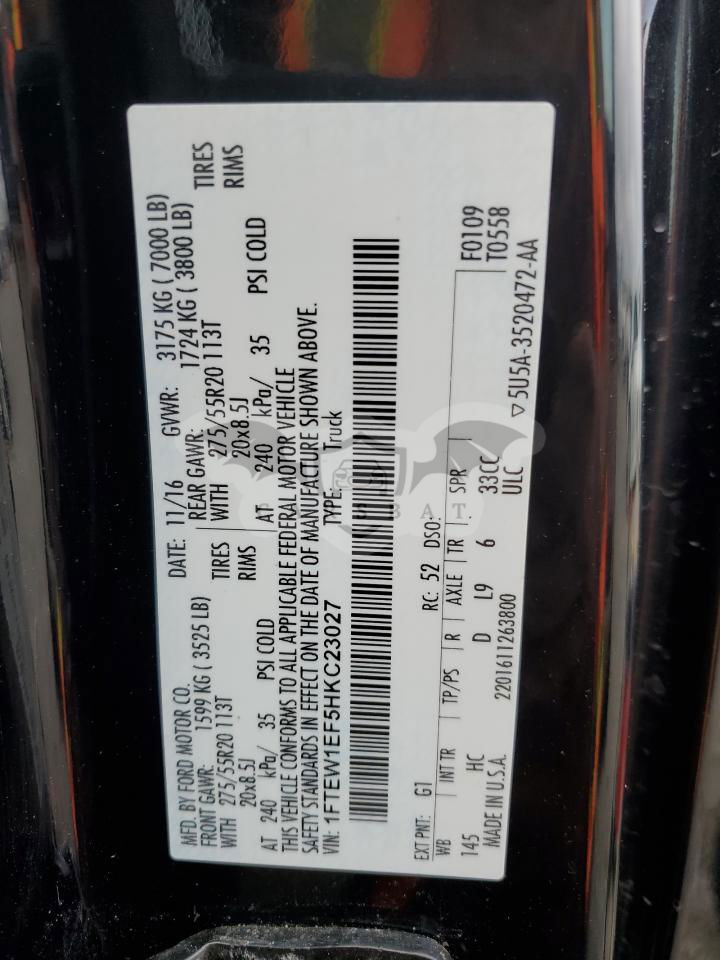 MFD. BY FORD MOTOR CO.
DATE: 11/16 GVWR: 3175 KG ( 7000 LB)
FRONT GAWR: 1599 KG ( 3525 LB) REAR GAWR: 1724 KG ( 3800 LB)
WITH 275/55R20 113T TIRES WITH 275/55R20 113T TIRES
20x8.5J RIMS 20x8.5J RIMS
AT 240 kPa/ 35 PSI COLD AT 240 kPa/ 35 PSI COLD
THIS VEHICLE CONFORMS TO ALL APPLICABLE FEDERAL MOTOR VEHICLE
SAFETY STANDARDS IN EFFECT ON THE DATE OF MANUFACTURE SHOWN ABOVE.
VIN: 1FTEW1EF5HKC23027 TYPE: Truck
EXT PNT: G1 RC: 52 DSO: F0109
T0558
WB INT TR TP/PS R AXLE TR SPR
145 HC D L9 6 33CC
ULC
MADE IN U.S.A. 2201611263800 ▽5U5A-3520472-AA